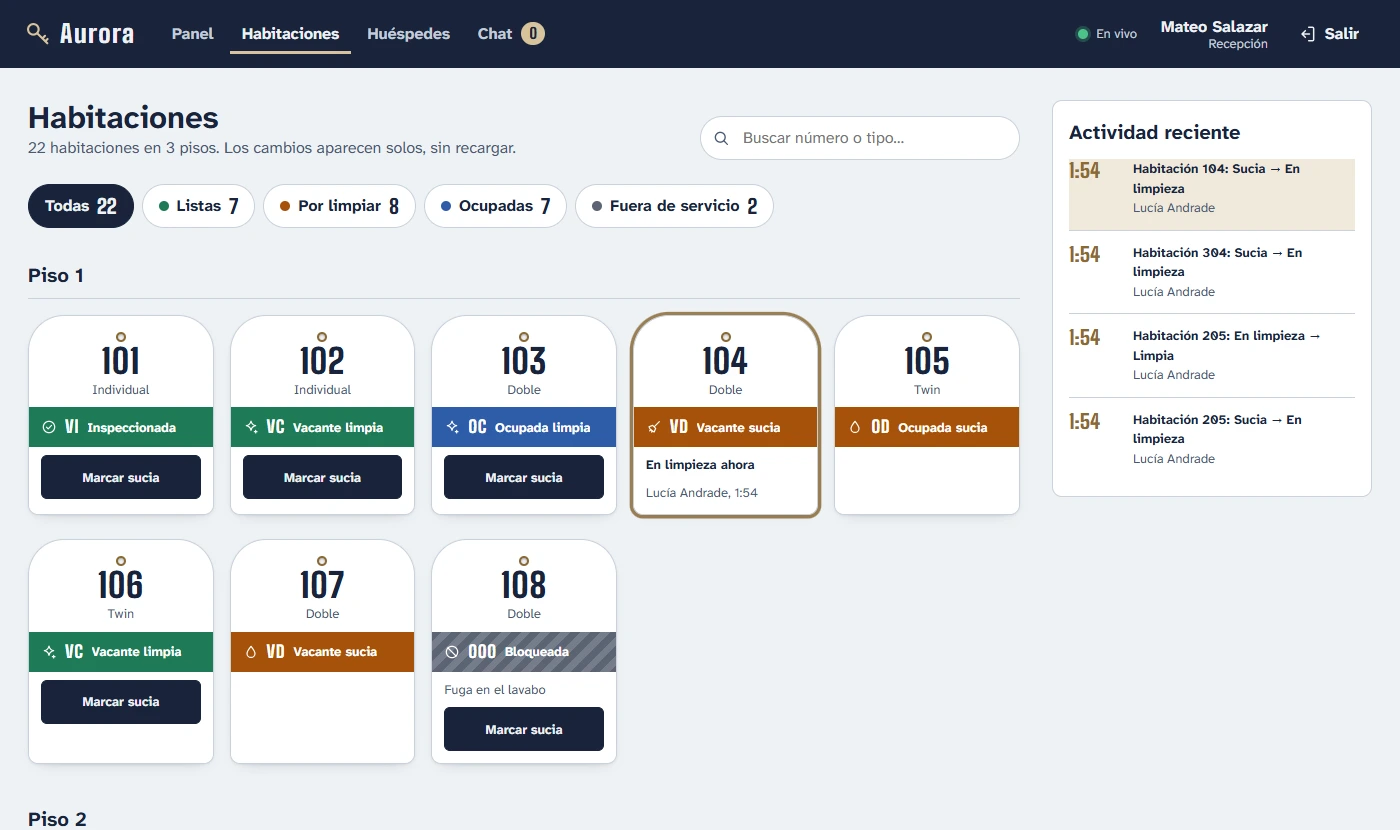 Aurora
Panel
Habitaciones
Huéspedes
Chat 0
En vivo
Mateo Salazar
Recepción
Salir
Habitaciones
22 habitaciones en 3 pisos. Los cambios aparecen solos, sin recargar.
Buscar número o tipo...
Todas 22
Listas 7
Por limpiar 8
Ocupadas 7
Fuera de servicio 2
Piso 1
101
Individual
VI Inspeccionada
Marcar sucia
102
Individual
VC Vacante limpia
Marcar sucia
103
Doble
OC Ocupada limpia
Marcar sucia
104
Doble
VD Vacante sucia
En limpieza ahora
Lucía Andrade, 1:54
105
Twin
OD Ocupada sucia
106
Twin
VC Vacante limpia
Marcar sucia
107
Doble
VD Vacante sucia
108
Doble
OOO Bloqueada
Fuga en el lavabo
Marcar sucia
Piso 2
Actividad reciente
1:54
Habitación 104: Sucia → En
limpieza
Lucía Andrade
1:54
Habitación 304: Sucia → En
limpieza
Lucía Andrade
1:54
Habitación 205: En limpieza →
Limpia
Lucía Andrade
1:54
Habitación 205: Sucia → En
limpieza
Lucía Andrade